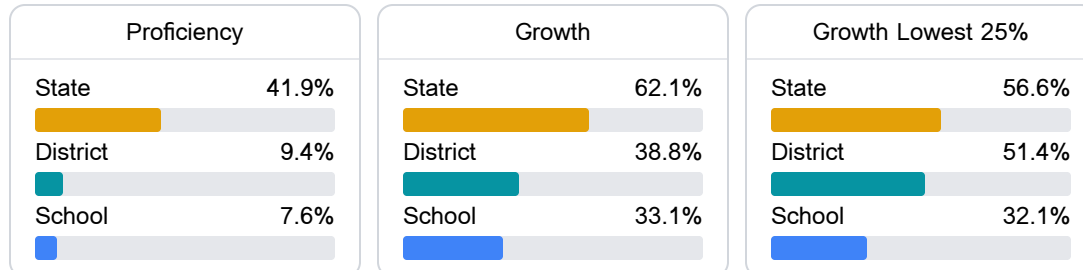 Proficiency
State 41.9%
District 9.4%
School 7.6%
Growth
State 62.1%
District 38.8%
School 33.1%
Growth Lowest 25%
State 56.6%
District 51.4%
School 32.1%